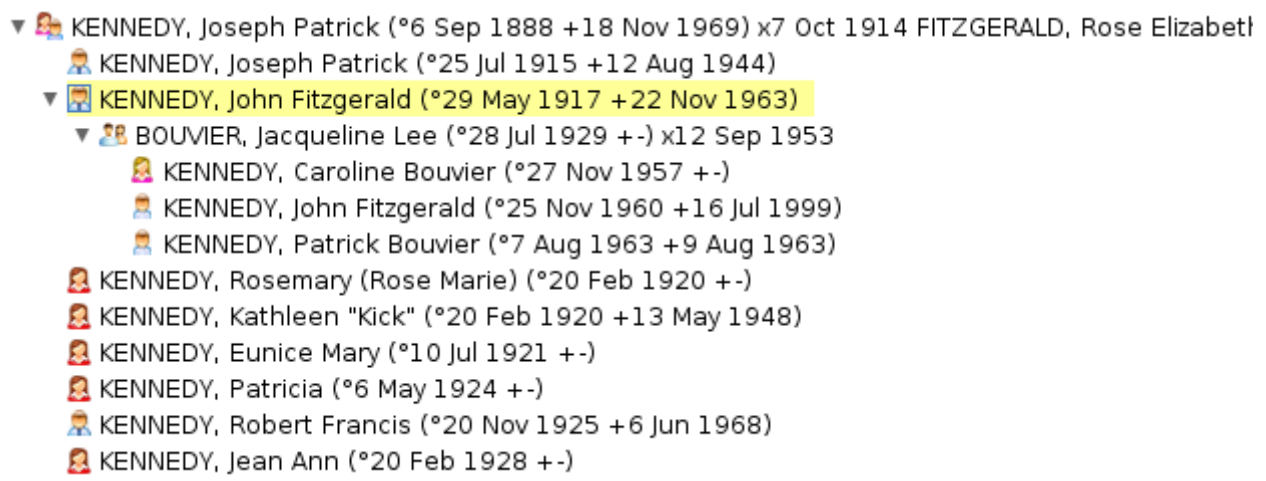 KENNEDY, Joseph Patrick (°6 Sep 1888 +18 Nov 1969) x7 Oct 1914 FITZGERALD, Rose Elizabeth
KENNEDY, Joseph Patrick (°25 Jul 1915 +12 Aug 1944)
KENNEDY, John Fitzgerald (°29 May 1917 +22 Nov 1963)
BOUVIER, Jacqueline Lee (°28 Jul 1929 +-) x12 Sep 1953
KENNEDY, Caroline Bouvier (°27 Nov 1957 +-)
KENNEDY, John Fitzgerald (°25 Nov 1960 +16 Jul 1999)
KENNEDY, Patrick Bouvier (°7 Aug 1963 +9 Aug 1963)
KENNEDY, Rosemary (Rose Marie) (°20 Feb 1920 +-)
KENNEDY, Kathleen "Kick" (°20 Feb 1920 +13 May 1948)
KENNEDY, Eunice Mary (°10 Jul 1921 +-)
KENNEDY, Patricia (°6 May 1924 +-)
KENNEDY, Robert Francis (°20 Nov 1925 +6 Jun 1968)
KENNEDY, Jean Ann (°20 Feb 1928 +-)